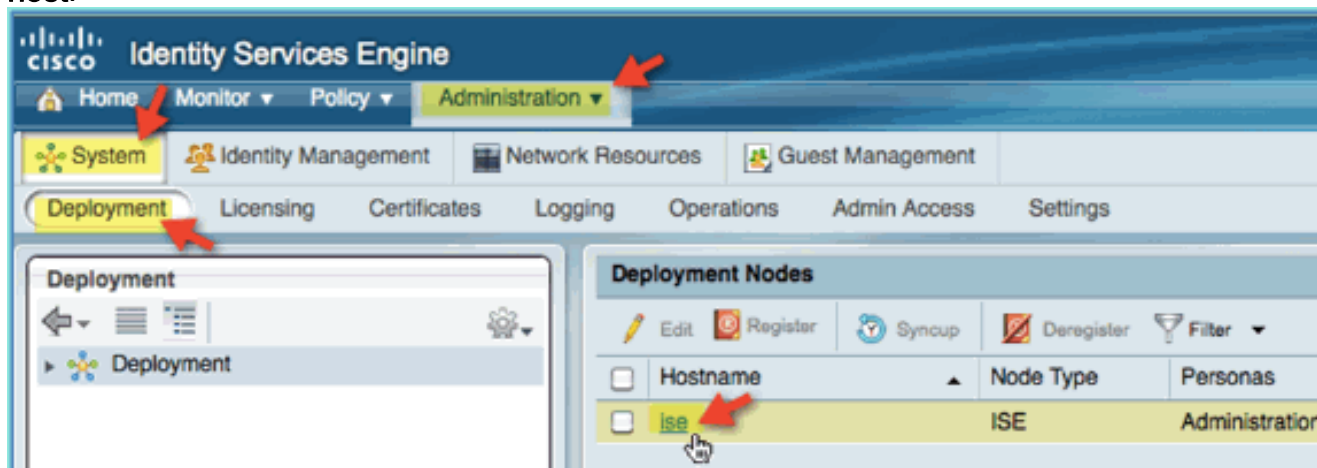 host.
cisco Identity Services Engine
Home Monitor Policy Administration
System Identity Management Network Resources Guest Management
Deployment Licensing Certificates Logging Operations Admin Access Settings
Deployment
Deployment
Deployment Nodes
Edit Register Syncup Deregister Filter
Hostname Node Type Personas
ise ISE Administration